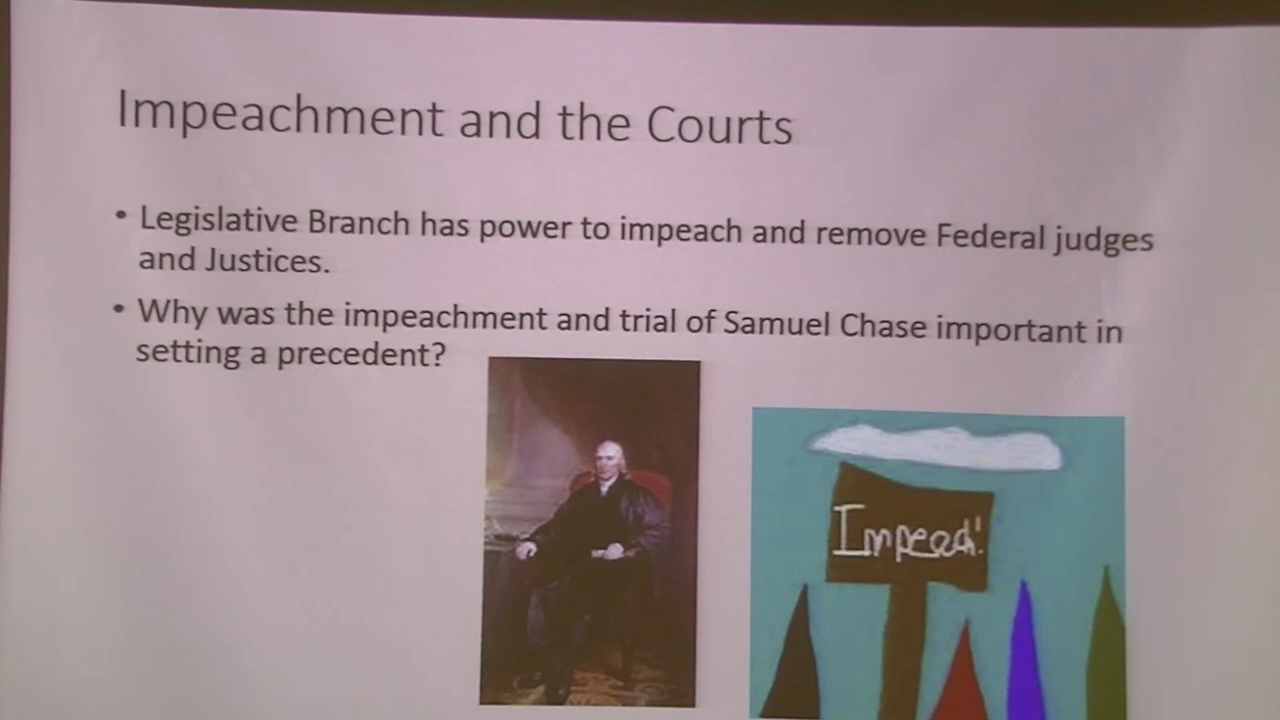 Impeachment and the Courts
• Legislative Branch has power to impeach and remove Federal judges
and Justices.
• Why was the impeachment and trial of Samuel Chase important in
setting a precedent?
Impeach!